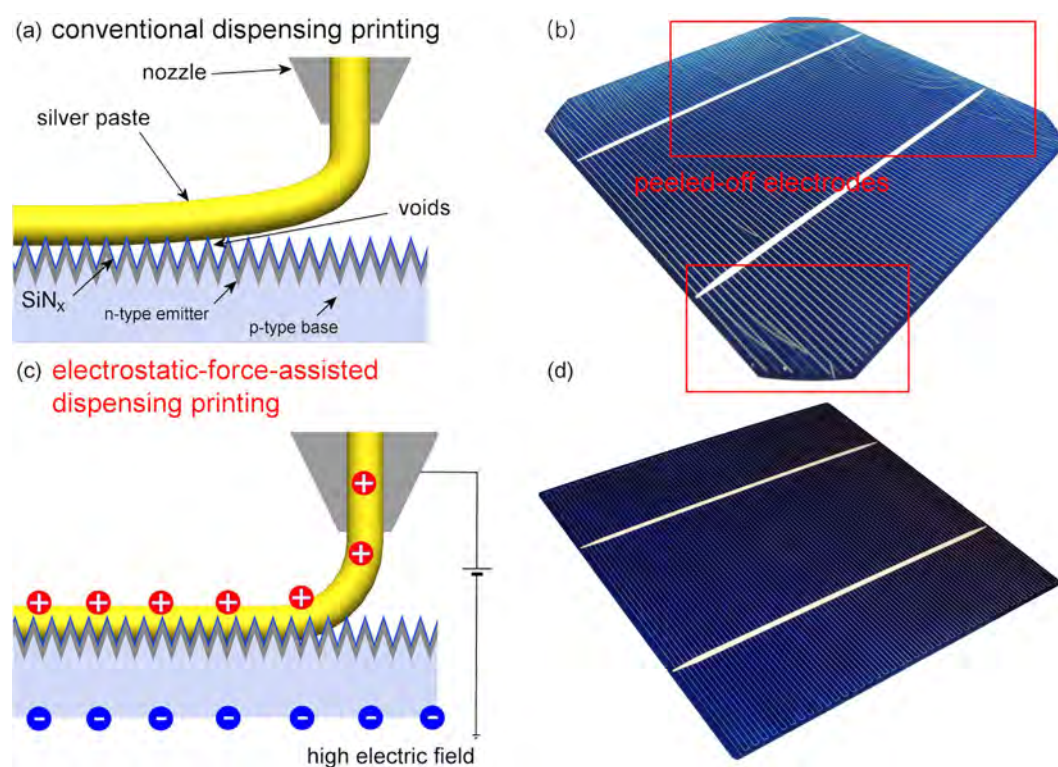 (a) conventional dispensing printing
nozzle
silver paste
voids
SiNx
n-type emitter
p-type base
(b)
peeled-off electrodes
(c) electrostatic-force-assisted
dispensing printing
+
+
+
+
+
+
+
- 
-
-
-
-
-
-
high electric field
(d)